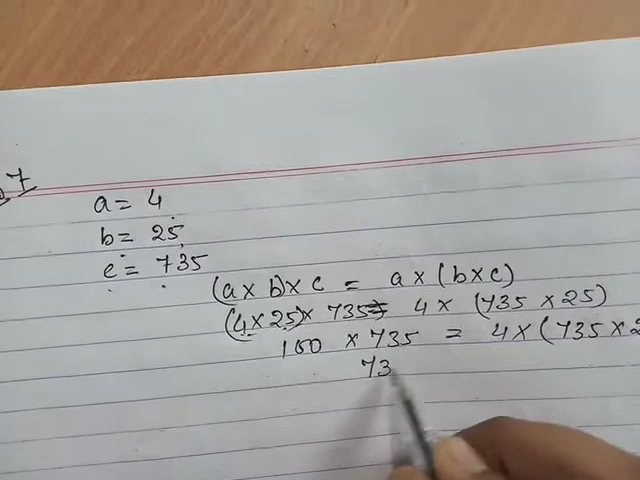 7
a = 4
b = 25
c = 735
(a × b) × c = a × (b × c)
(4 × 25) × 735 = 4 × (735 × 25)
100 × 735 = 4 × (735 × 2
73